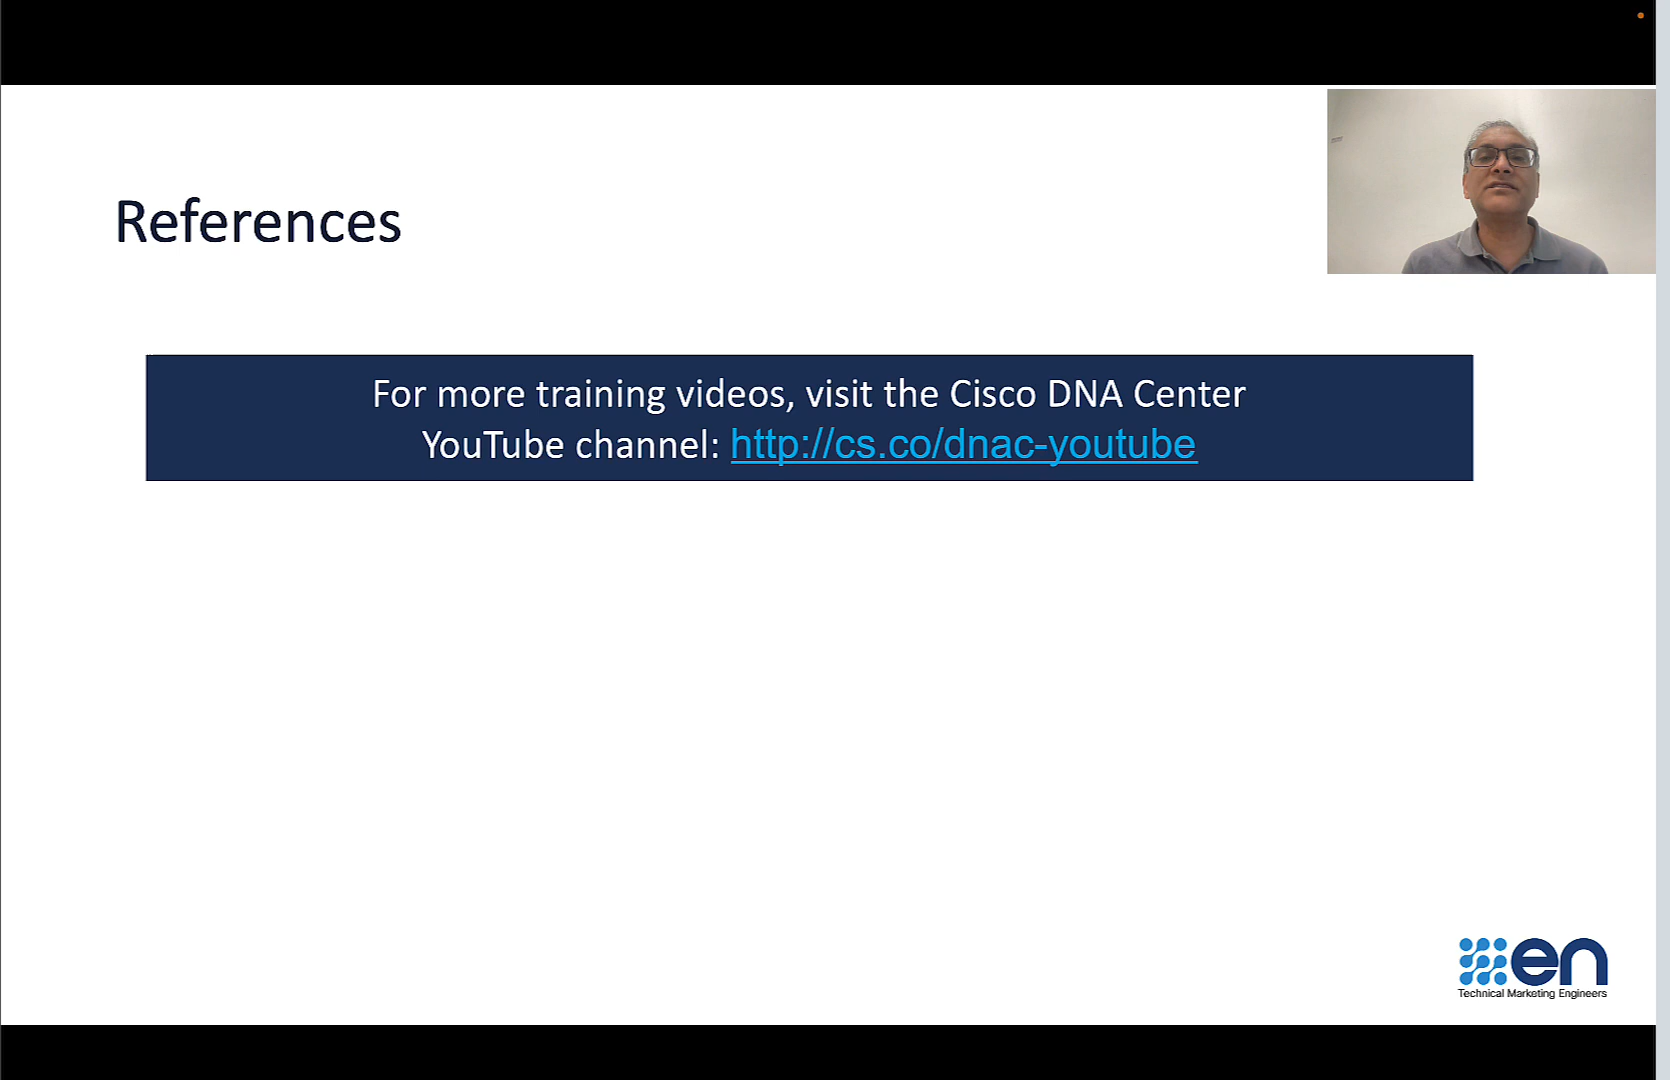 References
For more training videos, visit the Cisco DNA Center
YouTube channel: http://cs.co/dnac-youtube
en
Technical Marketing Engineers